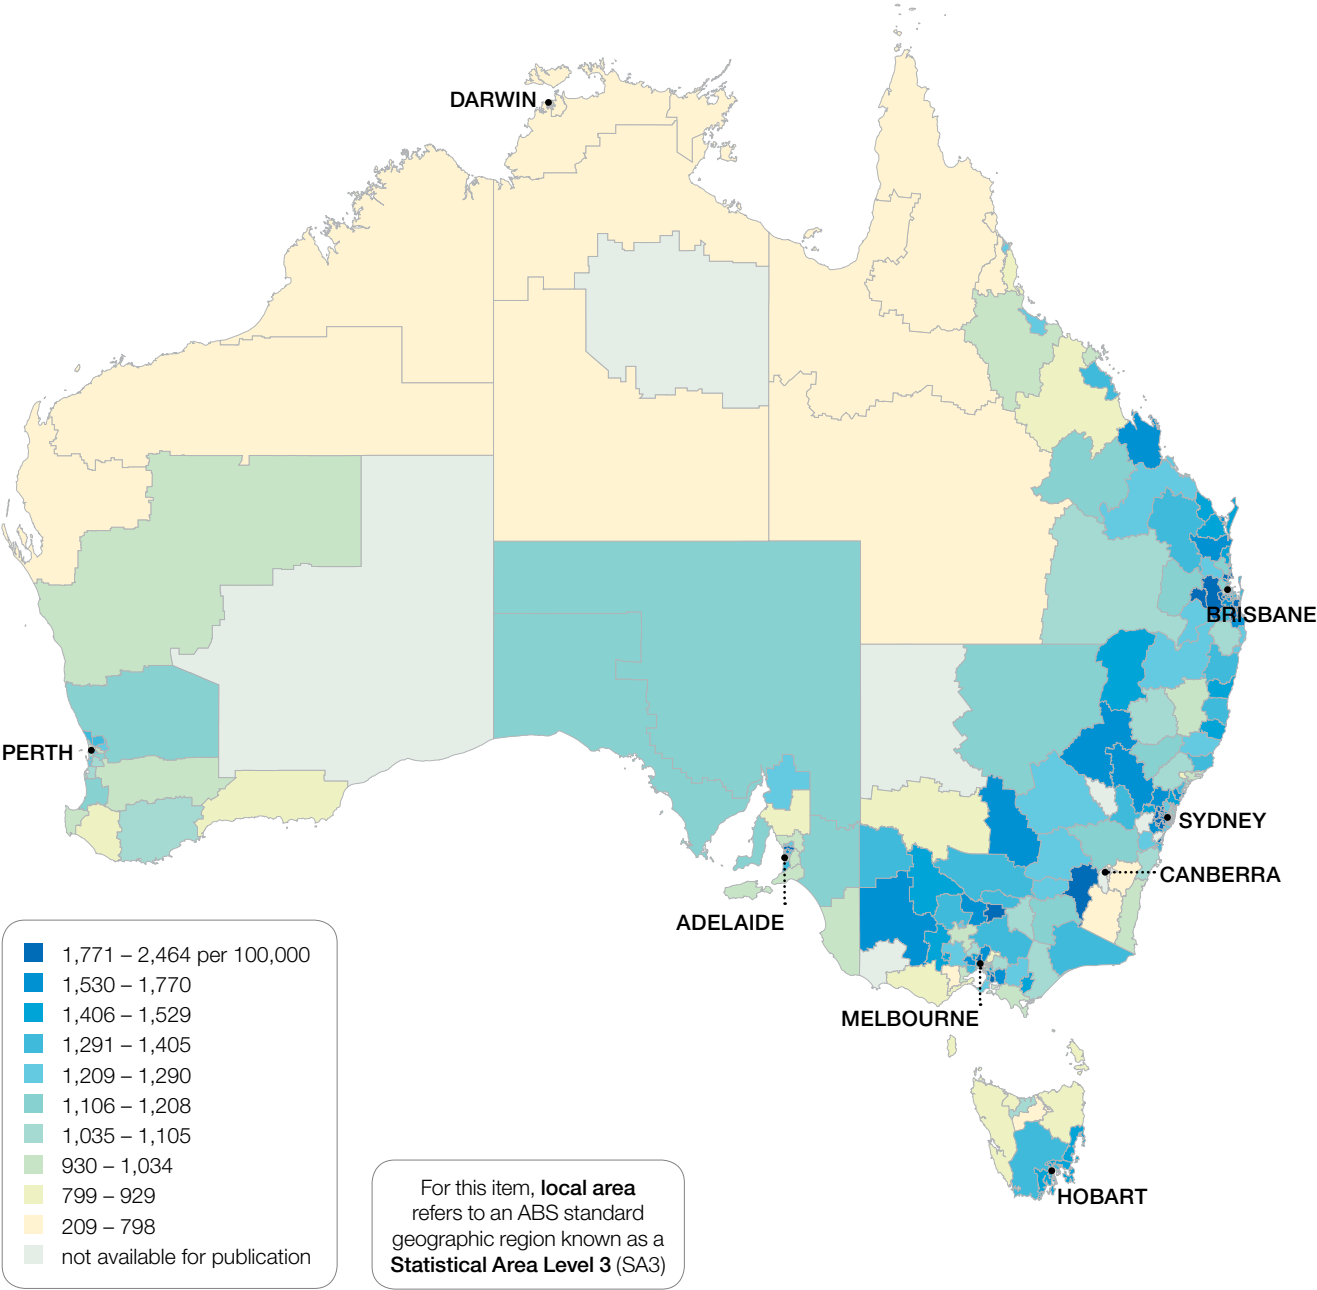 DARWIN
BRISBANE
PERTH
SYDNEY
CANBERRA
ADELAIDE
MELBOURNE
HOBART
1,771 – 2,464 per 100,000
1,530 – 1,770
1,406 – 1,529
1,291 – 1,405
1,209 – 1,290
1,106 – 1,208
1,035 – 1,105
930 – 1,034
799 – 929
209 – 798
not available for publication
For this item, local area
refers to an ABS standard
geographic region known as a
Statistical Area Level 3 (SA3)